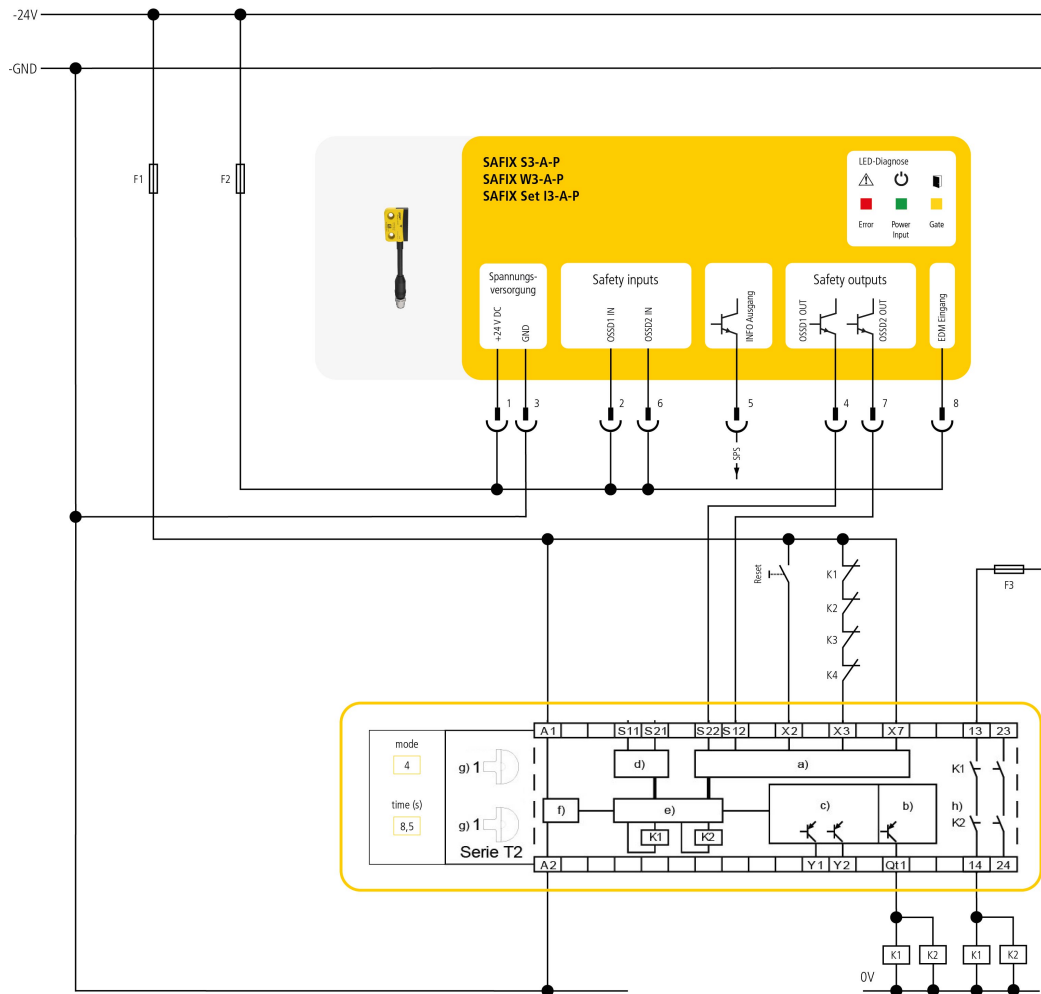 -24V
-GND
F1
F2
SAFIX S3-A-P
SAFIX W3-A-P
SAFIX Set I3-A-P
LED-Diagnose
Error
Power
Input
Gate
Spannungs-
versorgung
Safety inputs
Safety outputs
+24 V DC
GND
OSSD1 IN
OSSD2 IN
INFO Ausgang
OSSD1 OUT
OSSD2 OUT
EDM Eingang
1
3
2
6
5
4
7
8
SPS
Reset
K1
K2
K3
K4
F3
A1
S11
S21
S22
S12
X2
X3
X7
13
23
mode
4
time (s)
8,5
g) 1
g) 1
Serie T2
d)
a)
f)
e)
c)
b)
K1
K2
K1
h)
K2
A2
Y1
Y2
Qt1
14
24
K1
K2
K1
K2
0V